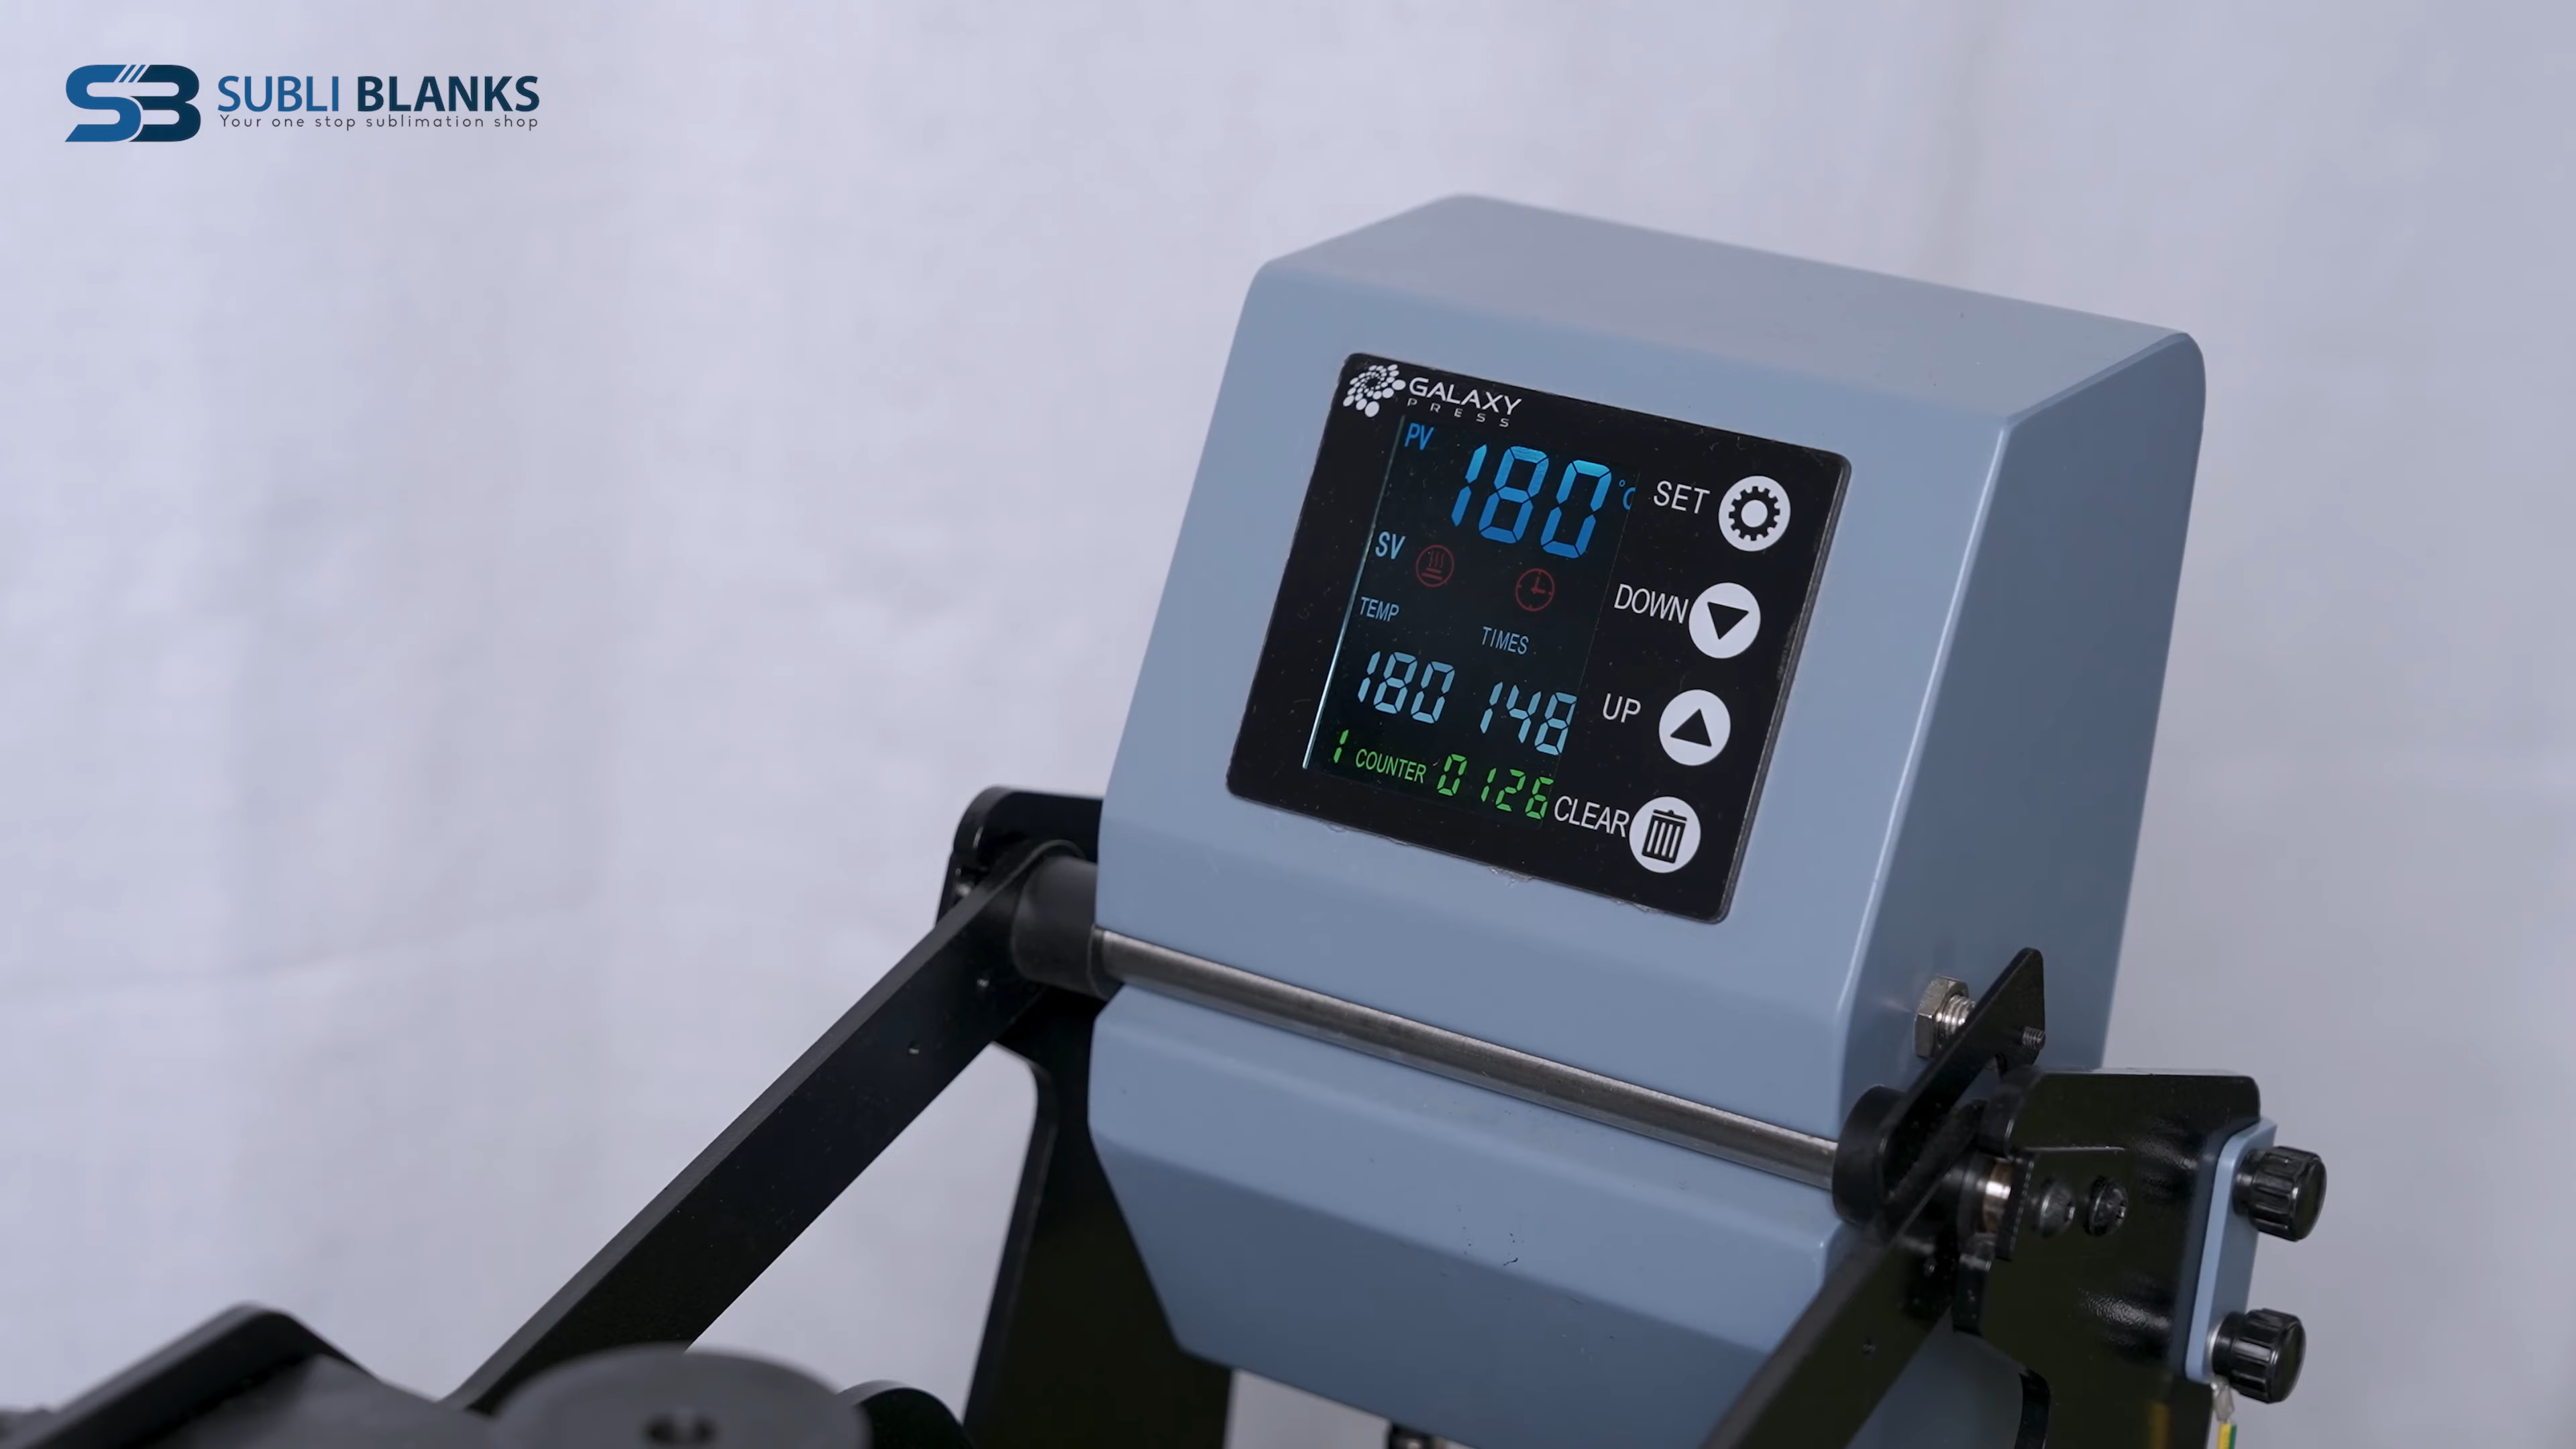 SUBLI BLANKS
Your one stop sublimation shop
GALAXY
PRESS
PV
180 °C
SET
SV
DOWN
TEMP
TIMES
180 148
UP
1 COUNTER 0126
CLEAR